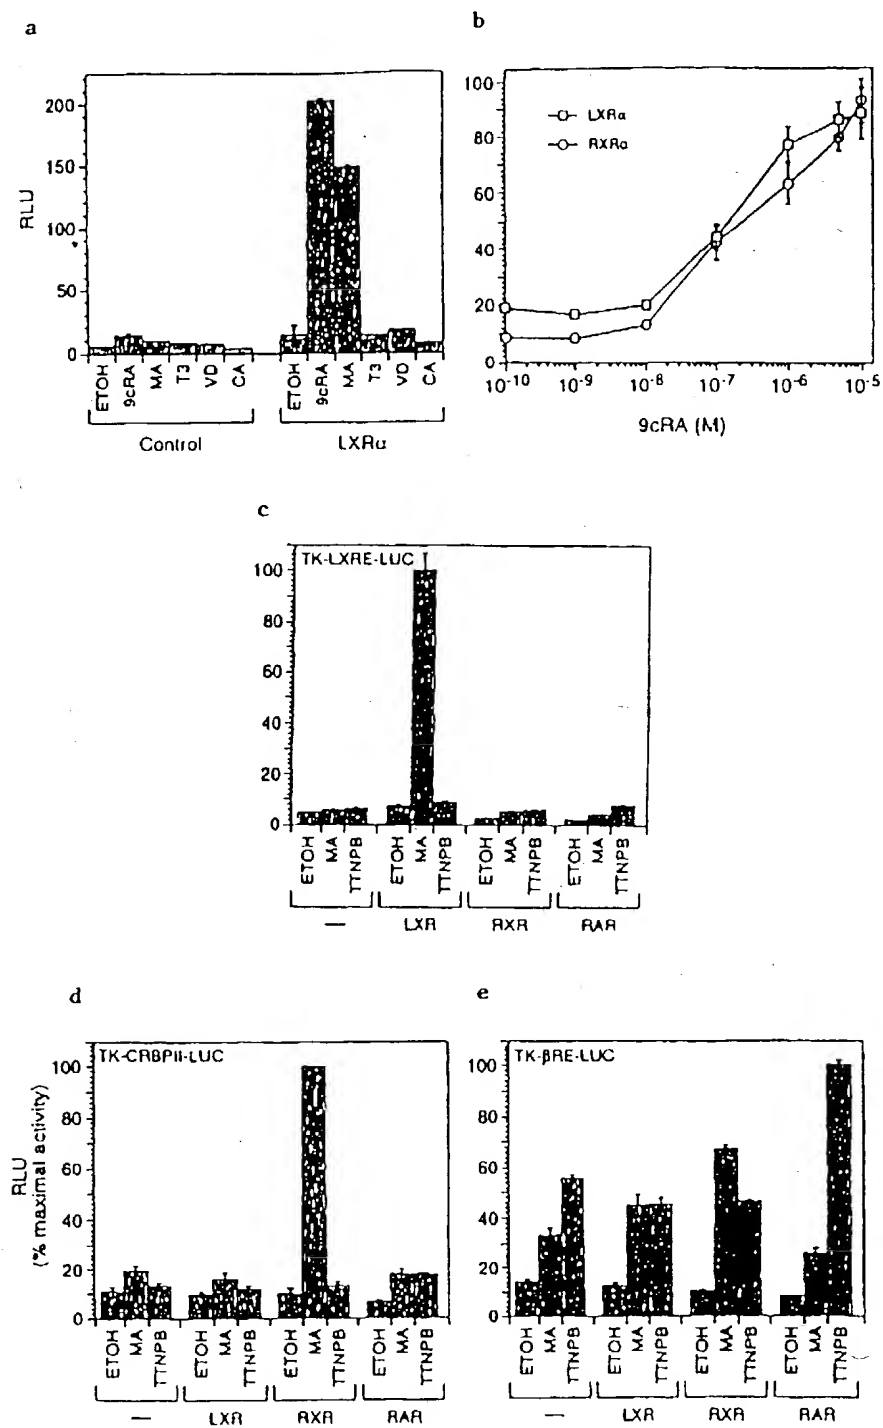 a
200
150
100
50
0
RLU
ETOH
9cRA
MA
T3
VD
CA
ETOH
9cRA
MA
T3
VD
CA
Control
LXRα
b
100
80
60
40
20
0
LXRα
RXRα
10-10
10-9
10-8
10-7
10-6
10-5
9cRA (M)
c
TK-LXRE-LUC
100
80
60
40
20
0
ETOH
MA
TTNPB
ETOH
MA
TTNPB
ETOH
MA
TTNPB
ETOH
MA
TTNPB
—
LXR
RXR
RAR
d
TK-CRBPII-LUC
100
80
60
40
20
0
RLU
(% maximal activity)
ETOH
MA
TTNPB
ETOH
MA
TTNPB
ETOH
MA
TTNPB
ETOH
MA
TTNPB
—
LXR
RXR
RAR
e
TK-βRE-LUC
100
80
60
40
20
0
ETOH
MA
TTNPB
ETOH
MA
TTNPB
ETOH
MA
TTNPB
ETOH
MA
TTNPB
—
LXR
RXR
RAR